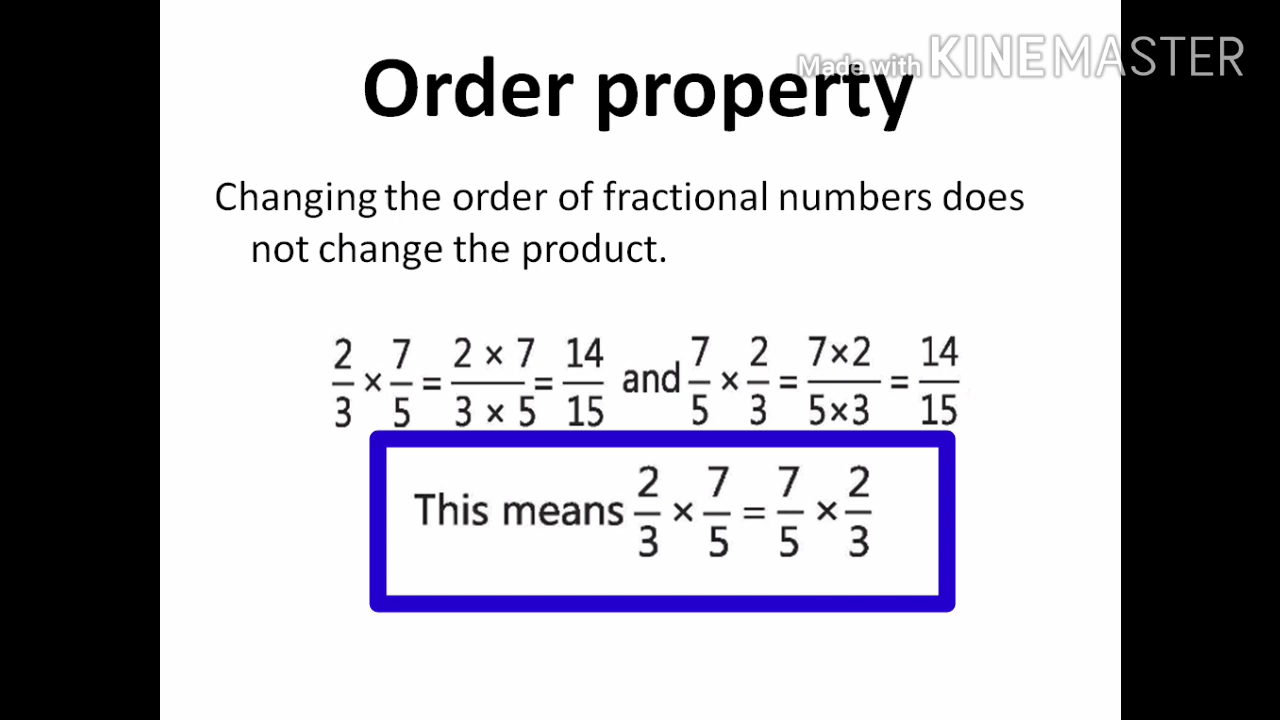 Order property
Made with KINEMASTER
Changing the order of fractional numbers does
not change the product.
2/3 × 7/5 = 2 × 7/3 × 5 = 14/15 and 7/5 × 2/3 = 7×2/5×3 = 14/15
This means 2/3 × 7/5 = 7/5 × 2/3